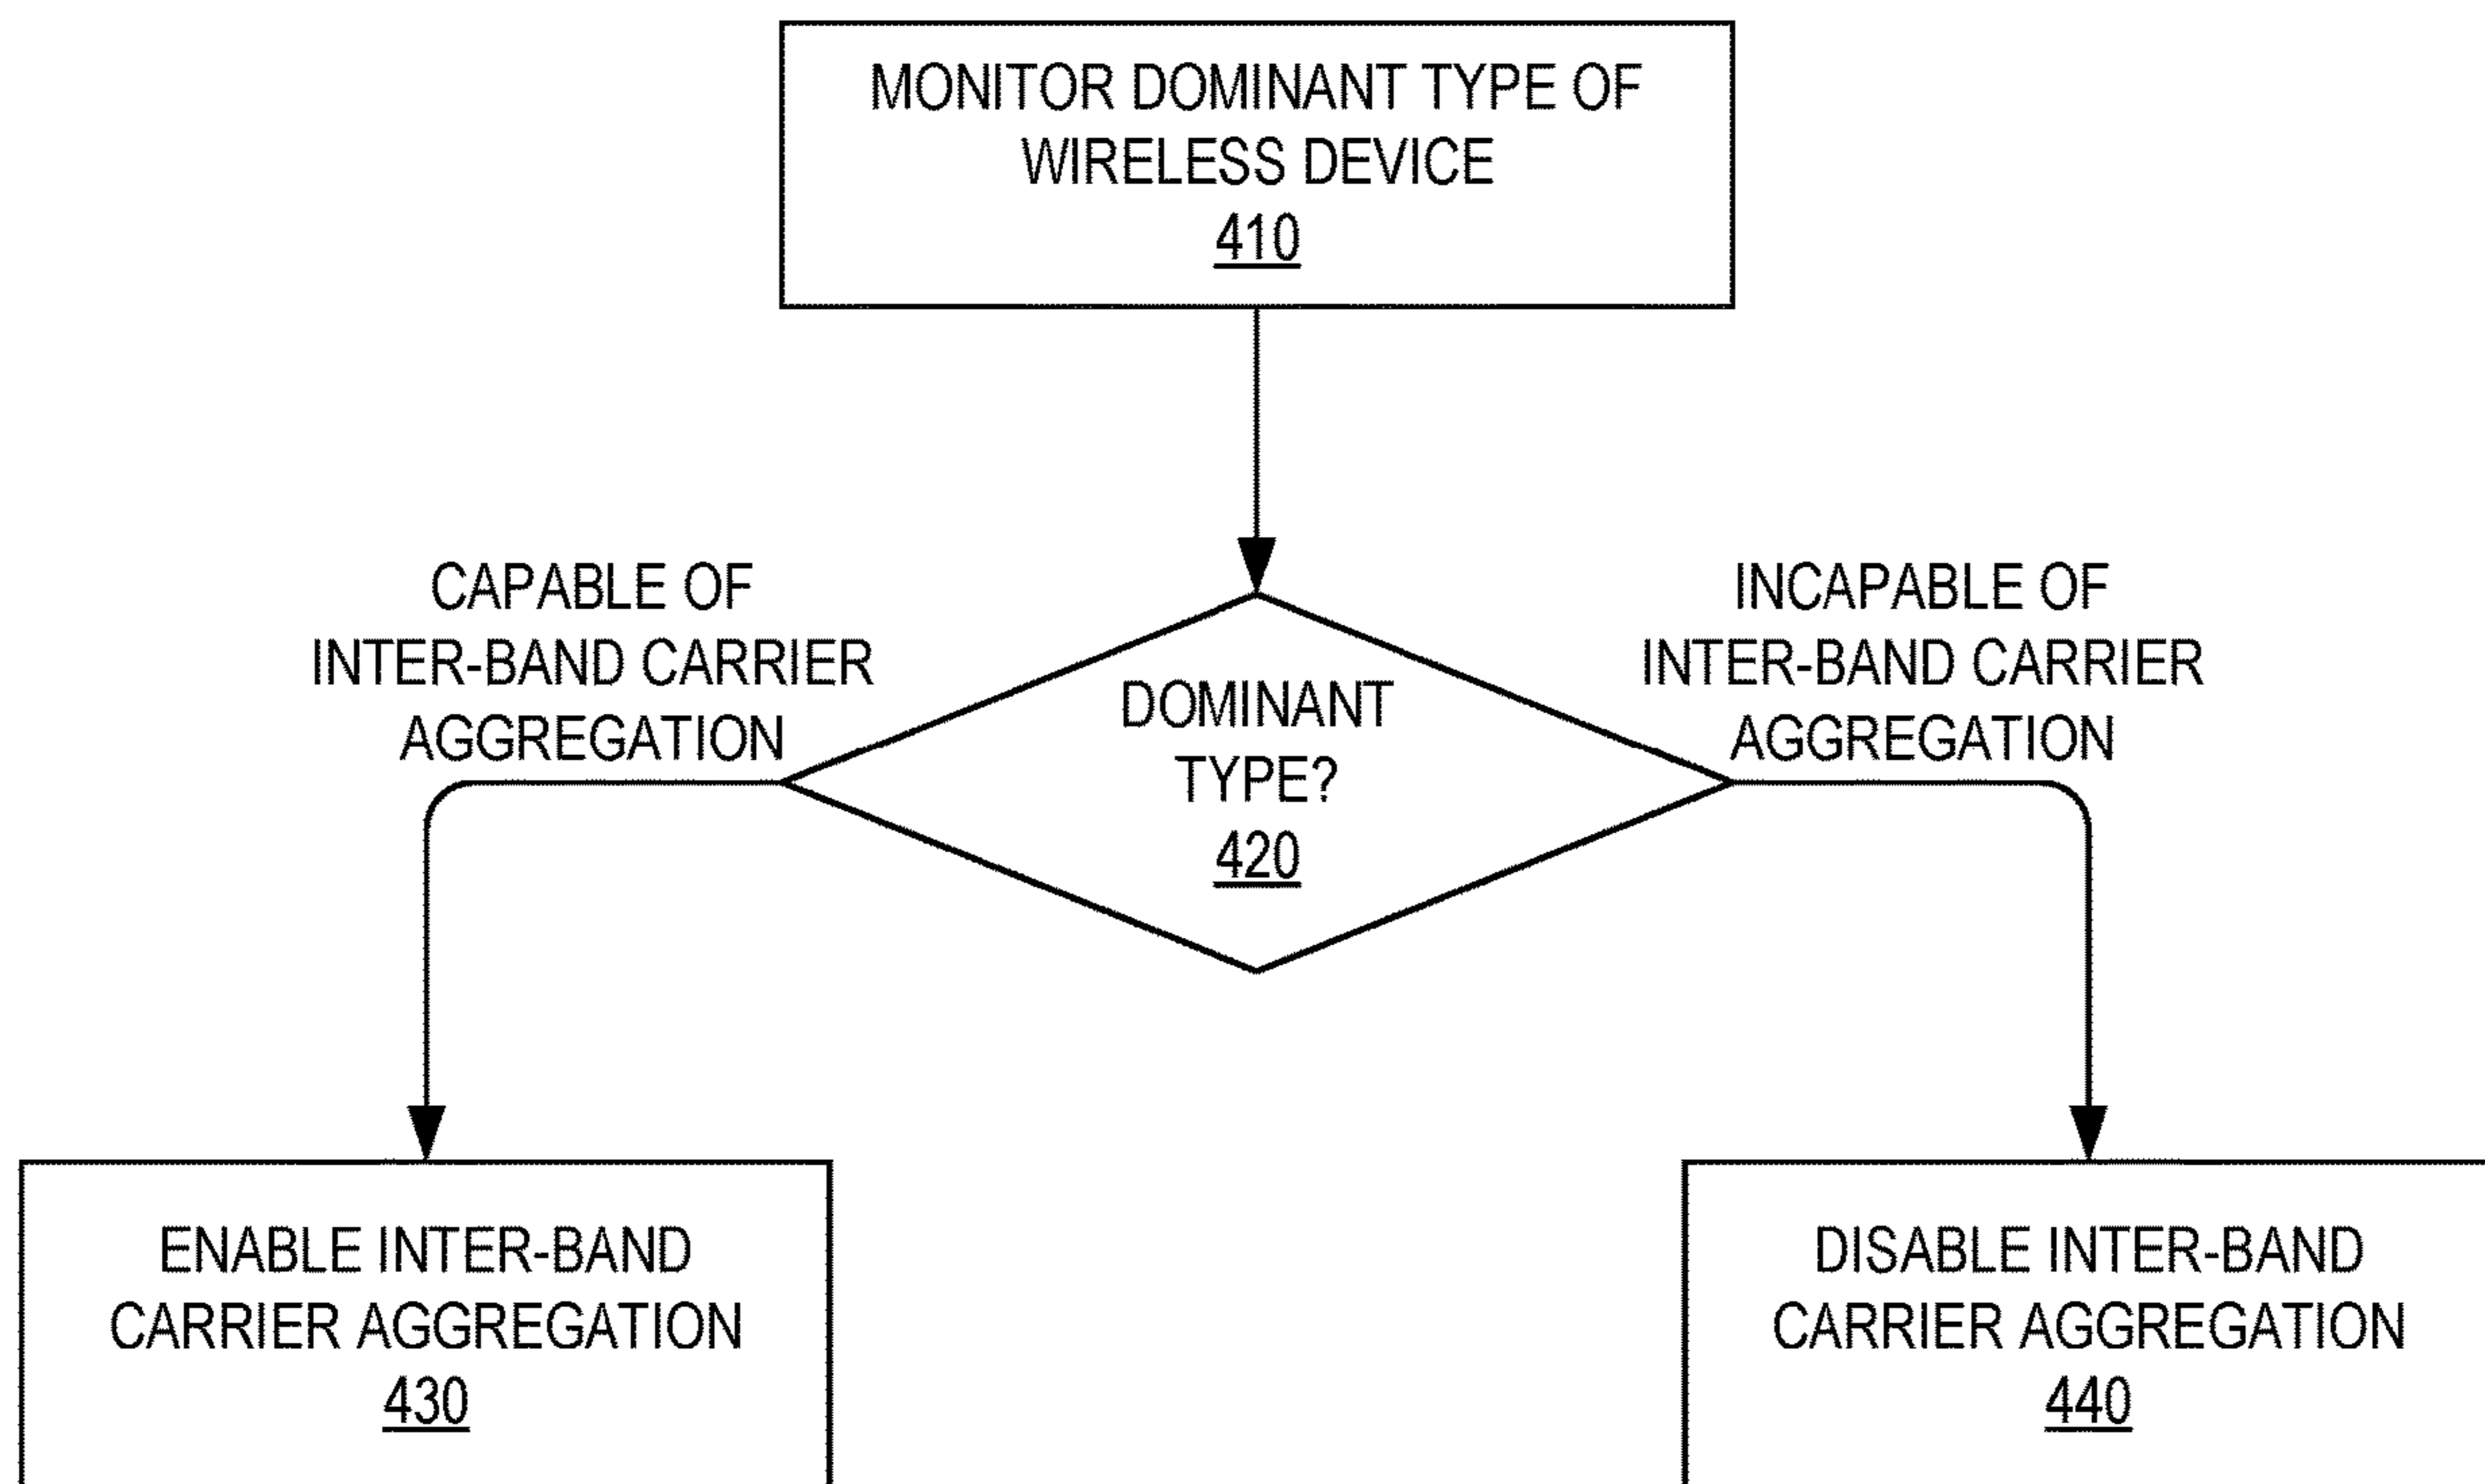 MONITOR DOMINANT TYPE OF
WIRELESS DEVICE
410
CAPABLE OF
INTER-BAND CARRIER
AGGREGATION
INCAPABLE OF
INTER-BAND CARRIER
AGGREGATION
DOMINANT
TYPE?
420
ENABLE INTER-BAND
CARRIER AGGREGATION
430
DISABLE INTER-BAND
CARRIER AGGREGATION
440